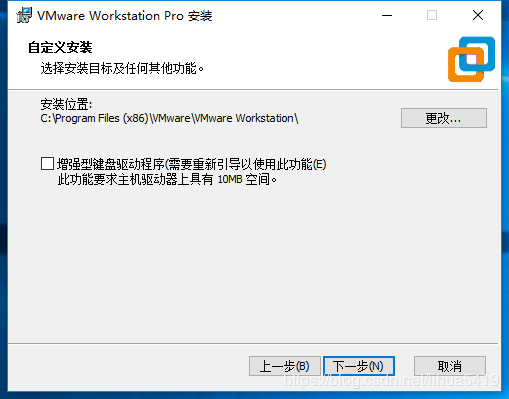 VMware Workstation Pro 安装
自定义安装
选择安装目标及任何其他功能。
安装位置:
C:\Program Files (x86)\VMware\VMware Workstation\
更改...
增强型键盘驱动程序(需要重新引导以使用此功能(E)
此功能要求主机驱动器上具有 10MB 空间。
上一步(B)
下一步(N)
取消
https://blog.csdn.net/lihua5419